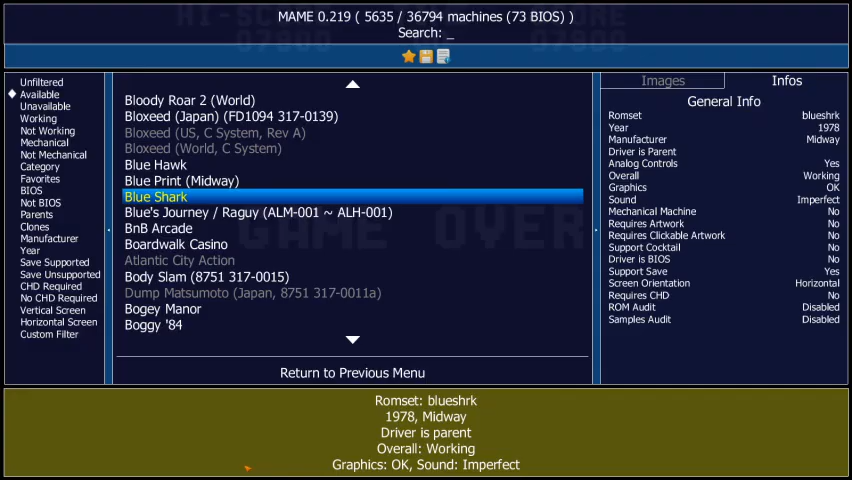 HI-SCORE
07800 07800
MAME 0.219 ( 5635 / 36794 machines (73 BIOS) )
Search: _
Unfiltered
Available
Unavailable
Working
Not Working
Mechanical
Not Mechanical
Category
Favorites
BIOS
Not BIOS
Parents
Clones
Manufacturer
Year
Save Supported
Save Unsupported
CHD Required
No CHD Required
Vertical Screen
Horizontal Screen
Custom Filter
Bloody Roar 2 (World)
Bloxeed (Japan) (FD1094 317-0139)
Bloxeed (US, C System, Rev A)
Bloxeed (World, C System)
Blue Hawk
Blue Print (Midway)
Blue Shark
Blue's Journey / Raguy (ALM-001 ~ ALH-001)
BnB Arcade
Boardwalk Casino
Atlantic City Action
Body Slam (8751 317-0015)
Dump Matsumoto (Japan, 8751 317-0011a)
Bogey Manor
Boggy '84
GAME OVER
Return to Previous Menu
Images Infos
General Info
Romset blueshrk
Year 1978
Manufacturer Midway
Driver is Parent
Analog Controls Yes
Overall Working
Graphics OK
Sound Imperfect
Mechanical Machine No
Requires Artwork No
Requires Clickable Artwork No
Support Cocktail No
Driver is BIOS No
Support Save Yes
Screen Orientation Horizontal
Requires CHD No
ROM Audit Disabled
Samples Audit Disabled
Romset: blueshrk
1978, Midway
Driver is parent
Overall: Working
Graphics: OK, Sound: Imperfect